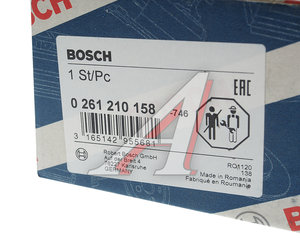 BOSCH
1 St/Pc
0 261 210 158
-746
EAC
3 165142 955681
Robert Bosch GmbH
Auf der Breit 4
76227 Karlsruhe
GERMANY
138
Made in Romania
Fabriqué en Roumanie